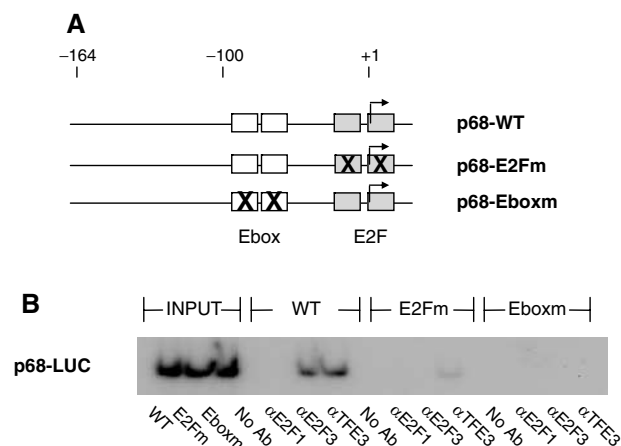 A
–164 –100 +1
p68-WT
X X p68-E2Fm
X X p68-Eboxm
Ebox E2F
B
INPUT WT E2Fm Eboxm
p68-LUC
WT E2Fm Eboxm No Ab αE2F1 αE2F3 αTFE3 No Ab αE2F1 αE2F3 αTFE3 No Ab αE2F1 αE2F3 αTFE3